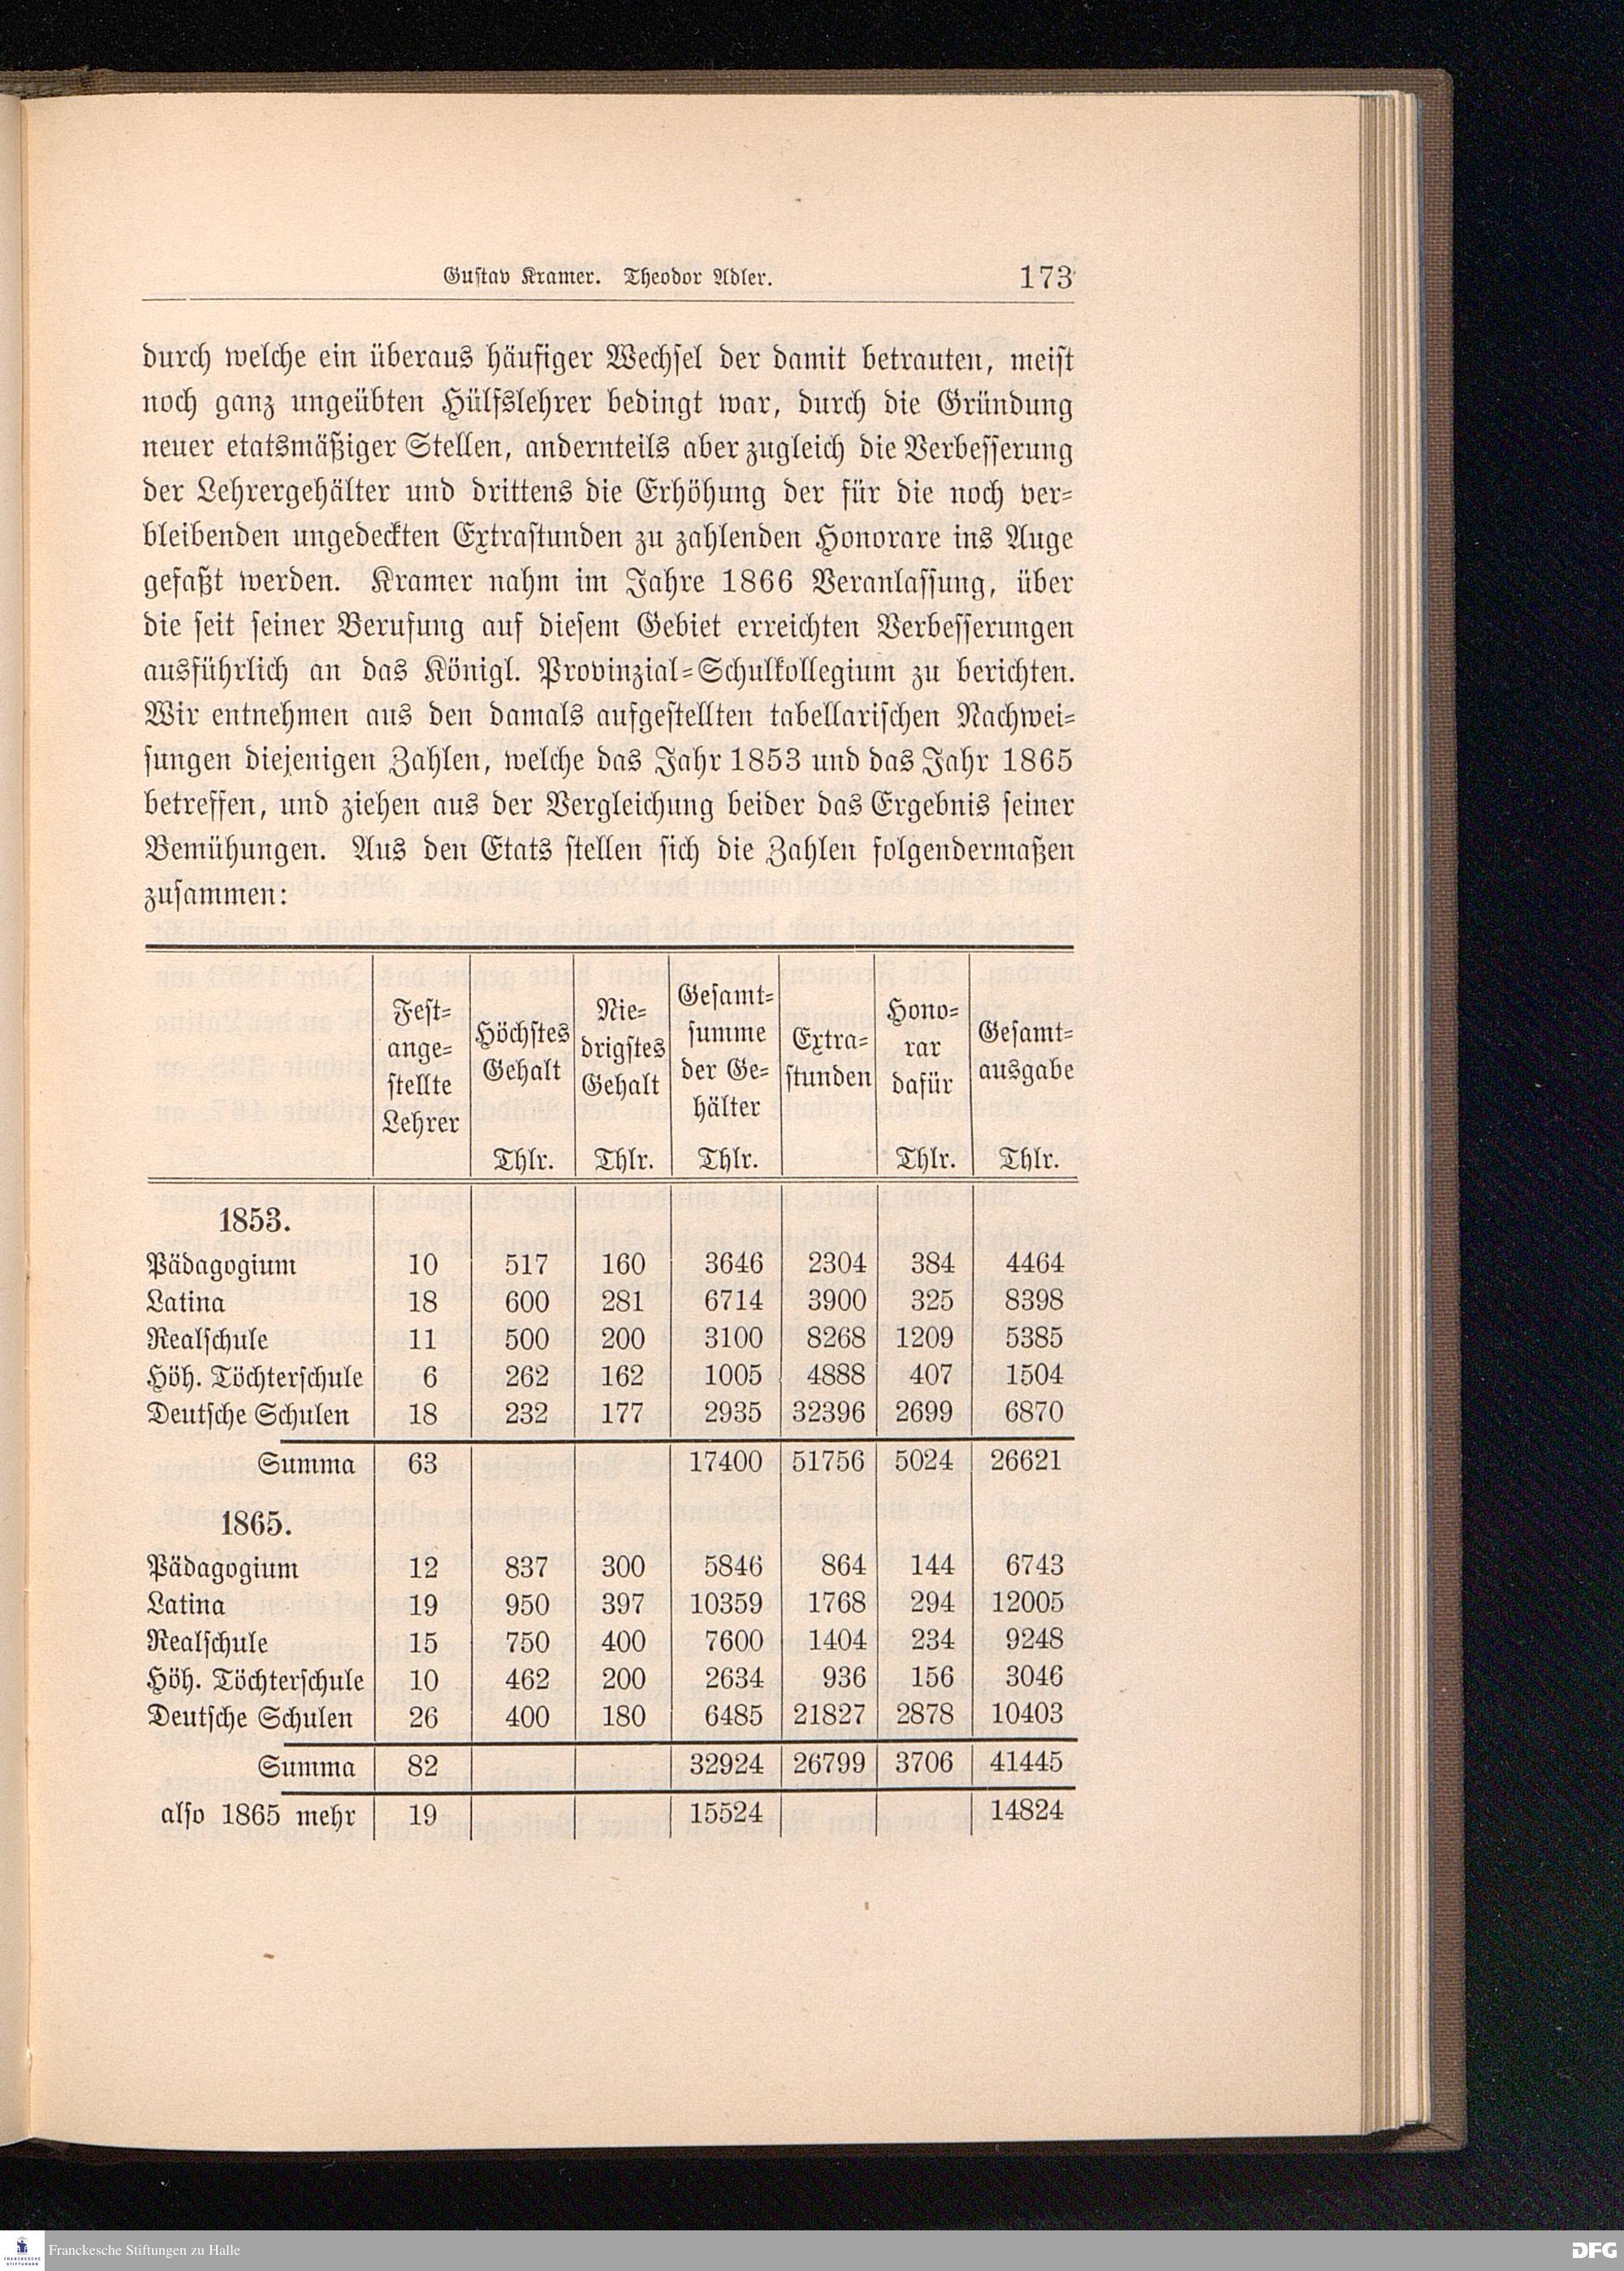 Gustav Kramer. Theodor Adler. 173
durch welche ein überaus häufiger Wechsel der damit betrauten, meist
noch ganz ungeübten Hülfslehrer bedingt war, durch die Gründung
neuer etatsmäßiger Stellen, andernteils aber zugleich die Verbesserung
der Lehrergehälter und drittens die Erhöhung der für die noch ver=
bleibenden ungedeckten Extrastunden zu zahlenden Honorare ins Auge
gefaßt werden. Kramer nahm im Jahre 1866 Veranlassung, über
die seit seiner Berufung auf diesem Gebiet erreichten Verbesserungen
ausführlich an das Königl. Provinzial=Schulkollegium zu berichten.
Wir entnehmen aus den damals aufgestellten tabellarischen Nachwei=
sungen diejenigen Zahlen, welche das Jahr 1853 und das Jahr 1865
betreffen, und ziehen aus der Vergleichung beider das Ergebnis seiner
Bemühungen. Aus den Etats stellen sich die Zahlen folgendermaßen
zusammen:
Fest=
ange=
stellte
Lehrer
Höchstes
Gehalt
Thlr.
Nie=
drigstes
Gehalt
Thlr.
Gesamt=
summe
der Ge=
hälter
Thlr.
Extra=
stunden
Hono=
rar
dafür
Thlr.
Gesamt=
ausgabe
Thlr.
1853.
Pädagogium 10 517 160 3646 2304 384 4464
Latina 18 600 281 6714 3900 325 8398
Realschule 11 500 200 3100 8268 1209 5385
Höh. Töchterschule 6 262 162 1005 4888 407 1504
Deutsche Schulen 18 232 177 2935 32396 2699 6870
Summa 63 17400 51756 5024 26621
1865.
Pädagogium 12 837 300 5846 864 144 6743
Latina 19 950 397 10359 1768 294 12005
Realschule 15 750 400 7600 1404 234 9248
Höh. Töchterschule 10 462 200 2634 936 156 3046
Deutsche Schulen 26 400 180 6485 21827 2878 10403
Summa 82 32924 26799 3706 41445
also 1865 mehr 19 15524 14824
FRANCKESCHE
STIFTUNGEN
Franckesche Stiftungen zu Halle
DFG